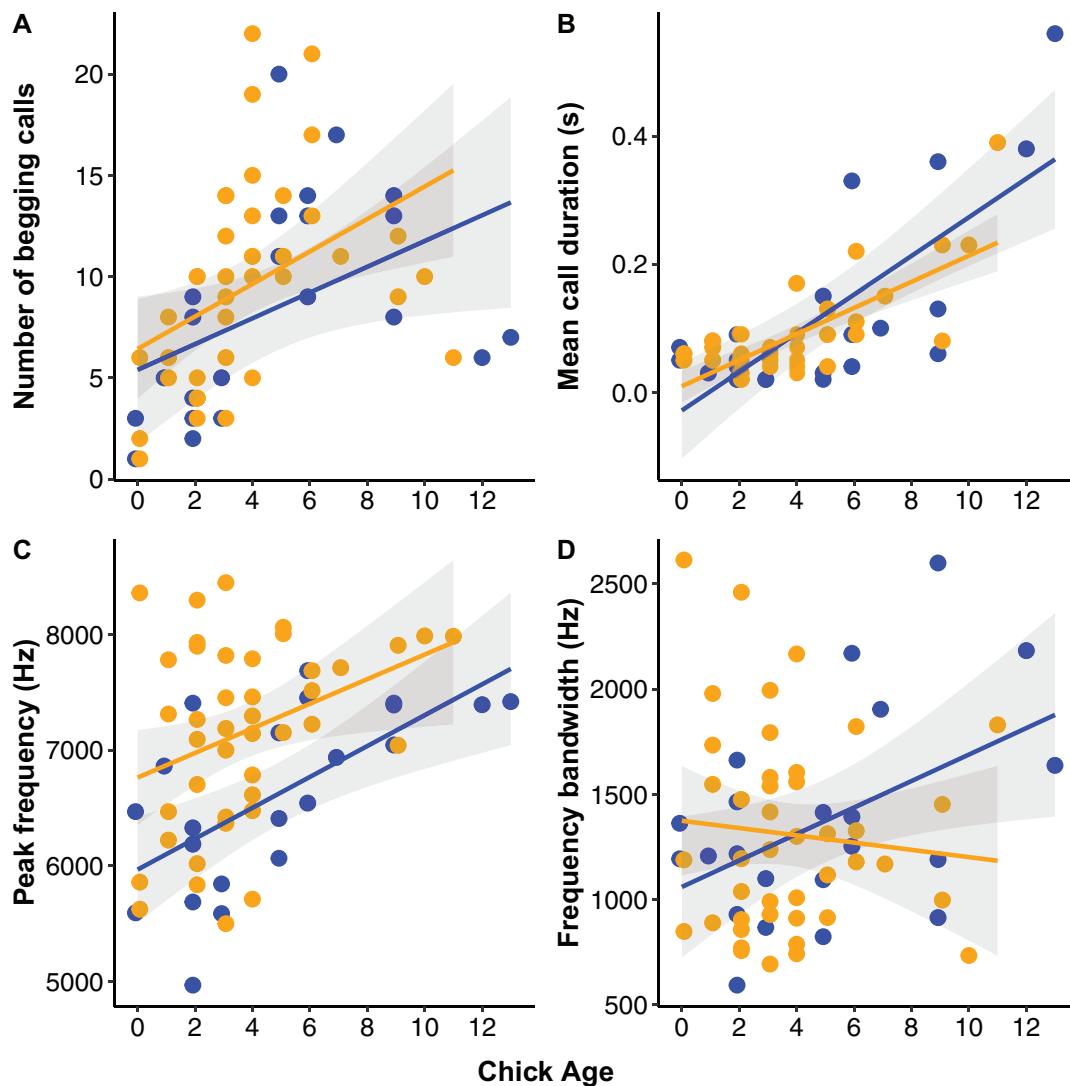 A
Number of begging calls
20
15
10
5
0
0 2 4 6 8 10 12
B
Mean call duration (s)
0.4
0.2
0.0
0 2 4 6 8 10 12
C
Peak frequency (Hz)
8000
7000
6000
5000
0 2 4 6 8 10 12
D
Frequency bandwidth (Hz)
2500
2000
1500
1000
500
0 2 4 6 8 10 12
Chick Age